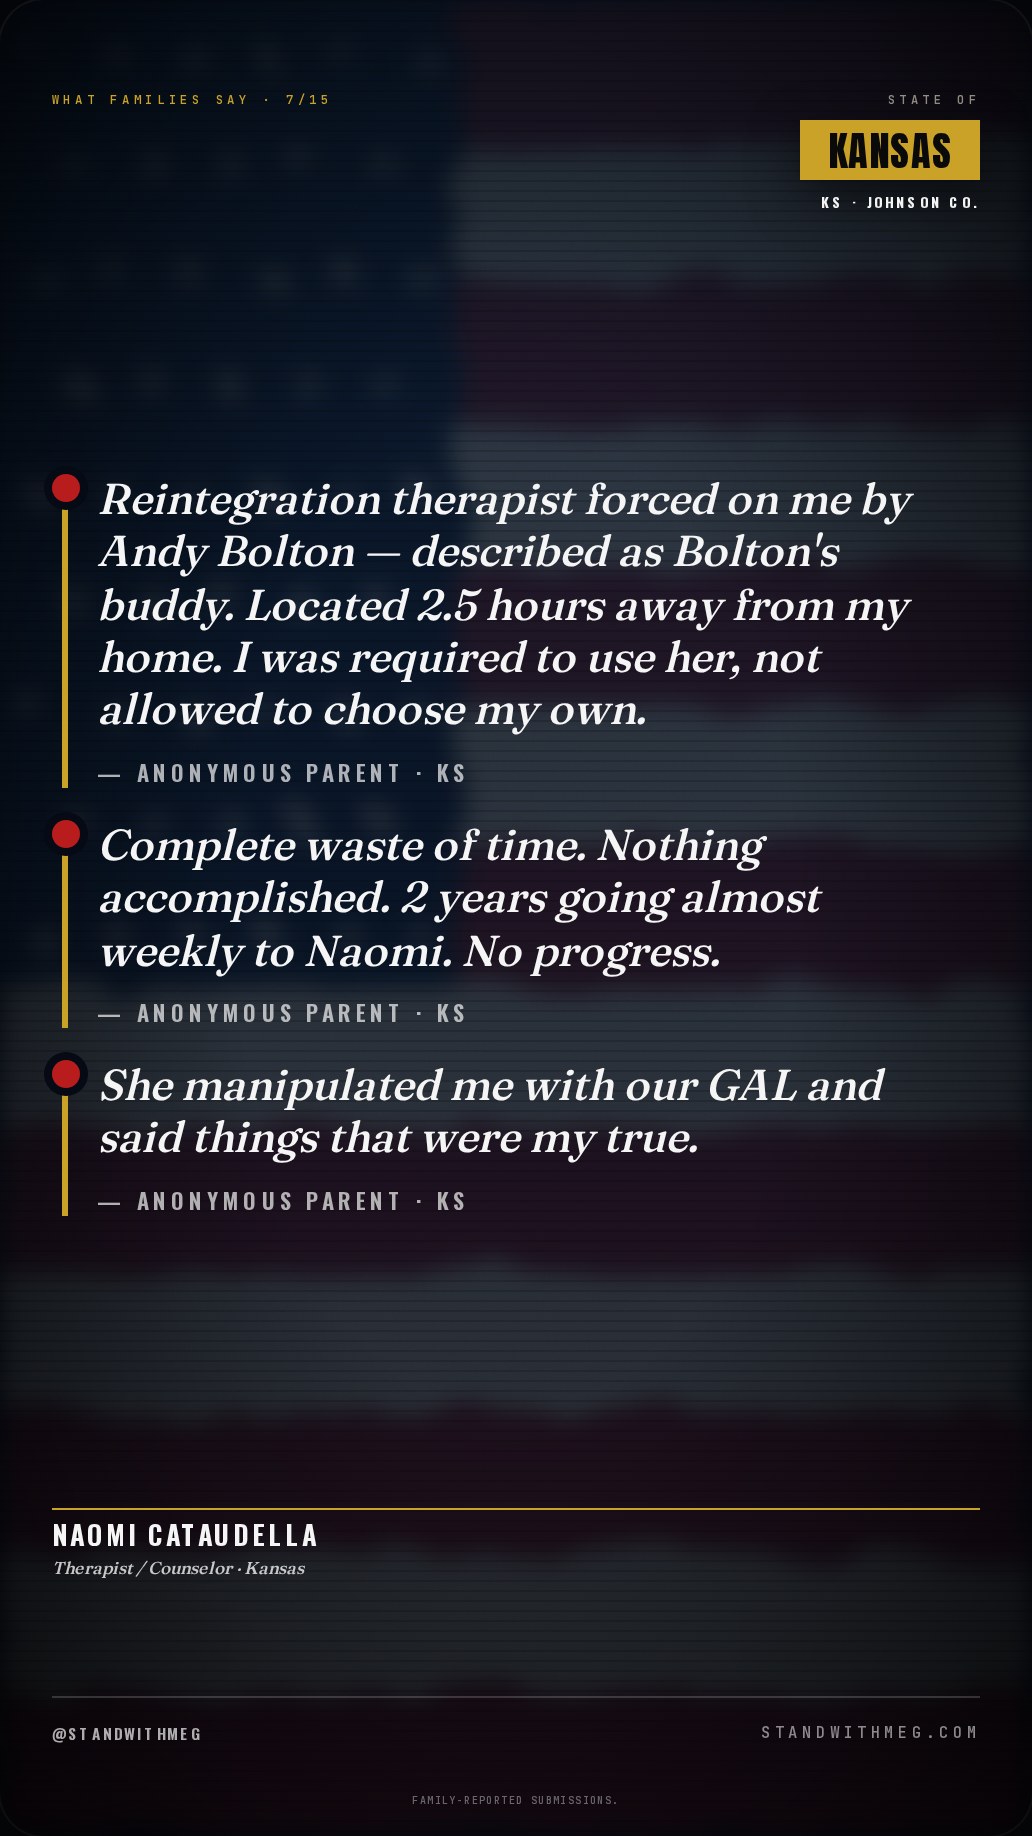 WHAT FAMILIES SAY · 7/15
STATE OF
KANSAS
KS · JOHNSON CO.
Reintegration therapist forced on me by
Andy Bolton — described as Bolton's
buddy. Located 2.5 hours away from my
home. I was required to use her, not
allowed to choose my own.
— ANONYMOUS PARENT · KS
Complete waste of time. Nothing
accomplished. 2 years going almost
weekly to Naomi. No progress.
— ANONYMOUS PARENT · KS
She manipulated me with our GAL and
said things that were my true.
— ANONYMOUS PARENT · KS
NAOMI CATAUDELLA
Therapist / Counselor · Kansas
@STANDWITHMEG
STANDWITHMEG.COM
FAMILY-REPORTED SUBMISSIONS.